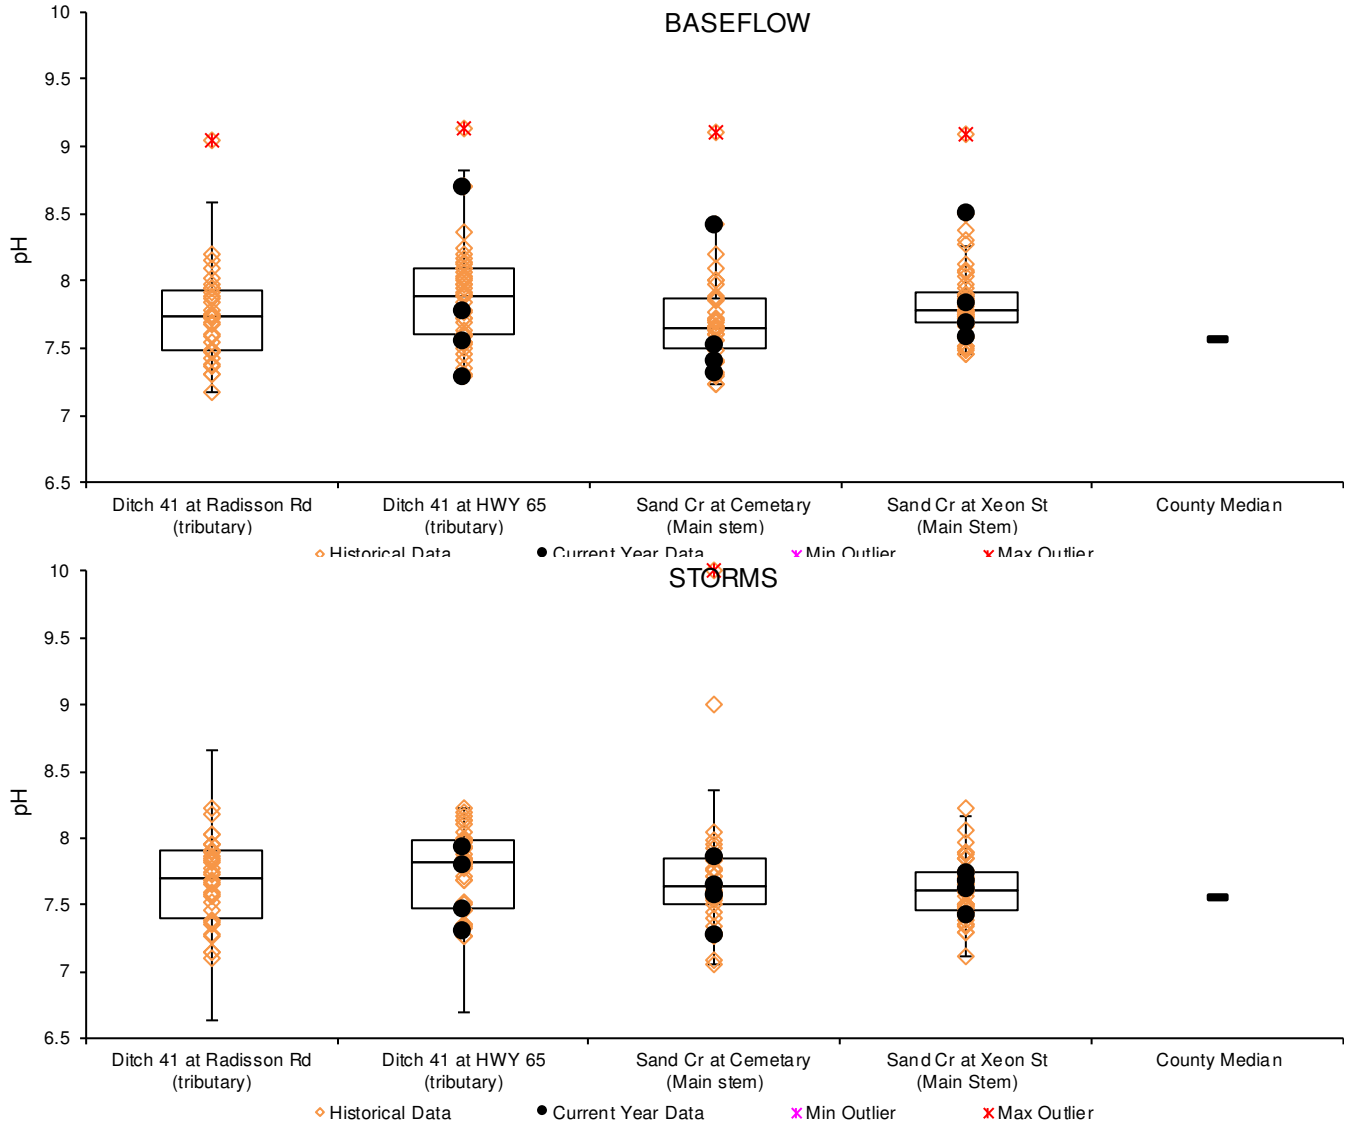 BASEFLOW
10
9.5
9
8.5
8
7.5
7
6.5
pH
Ditch 41 at Radisson Rd
(tributary)
Ditch 41 at HWY 65
(tributary)
Sand Cr at Cemetary
(Main stem)
Sand Cr at Xeon St
(Main Stem)
County Median
Historical Data Current Year Data Min Outlier Max Outlier
STORMS
10
9.5
9
8.5
8
7.5
7
6.5
pH
Ditch 41 at Radisson Rd
(tributary)
Ditch 41 at HWY 65
(tributary)
Sand Cr at Cemetary
(Main stem)
Sand Cr at Xeon St
(Main Stem)
County Median
Historical Data Current Year Data Min Outlier Max Outlier